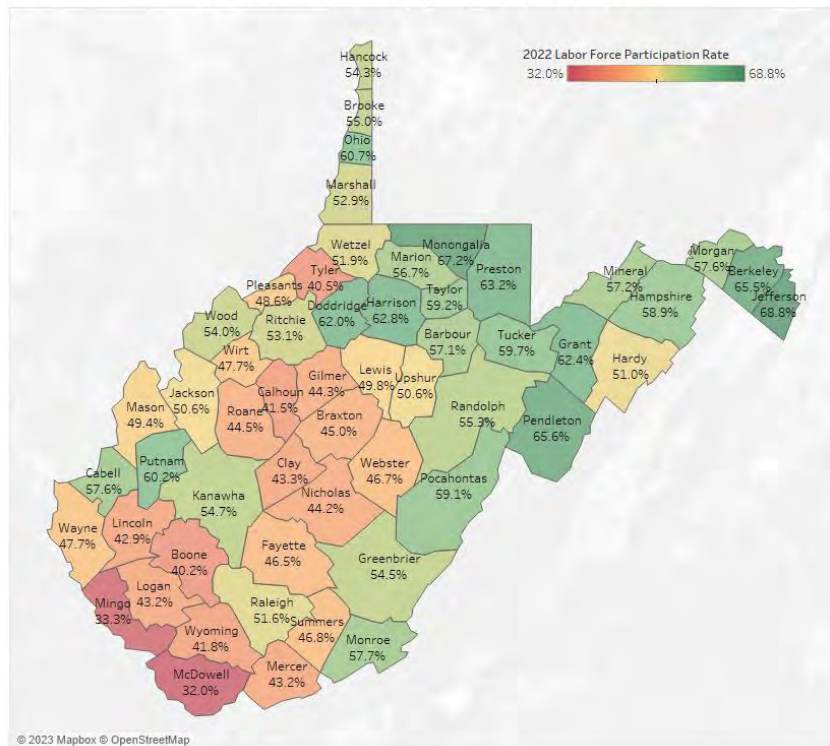 2022 Labor Force Participation Rate
32.0% 68.8%
Hancock
54.3%
Brooke
55.0%
Ohio
60.7%
Marshall
52.9%
Wetzel
51.9%
Monongalia
67.2%
Marion
56.7%
Preston
63.2%
Tyler
40.5%
Pleasants
48.6%
Doddridge
62.0%
Harrison
62.8%
Taylor
59.2%
Mineral
57.2%
Hampshire
58.9%
Morgan
57.6%
Berkeley
65.5%
Jefferson
68.8%
Wood
54.0%
Ritchie
53.1%
Barbour
57.1%
Tucker
59.7%
Grant
62.4%
Hardy
51.0%
Wirt
47.7%
Lewis
49.8%
Upshur
50.6%
Gilmer
44.3%
Calhoun
41.5%
Jackson
50.6%
Mason
49.4%
Roane
44.5%
Braxton
45.0%
Randolph
55.3%
Pendleton
65.6%
Cabell
57.6%
Putnam
60.2%
Clay
43.3%
Webster
46.7%
Pocahontas
59.1%
Kanawha
54.7%
Nicholas
44.2%
Wayne
47.7%
Lincoln
42.9%
Boone
40.2%
Fayette
46.5%
Greenbrier
54.5%
Logan
43.2%
Mingo
33.3%
Raleigh
51.6%
Summers
46.8%
Wyoming
41.8%
Monroe
57.7%
McDowell
32.0%
Mercer
43.2%
© 2023 Mapbox © OpenStreetMap